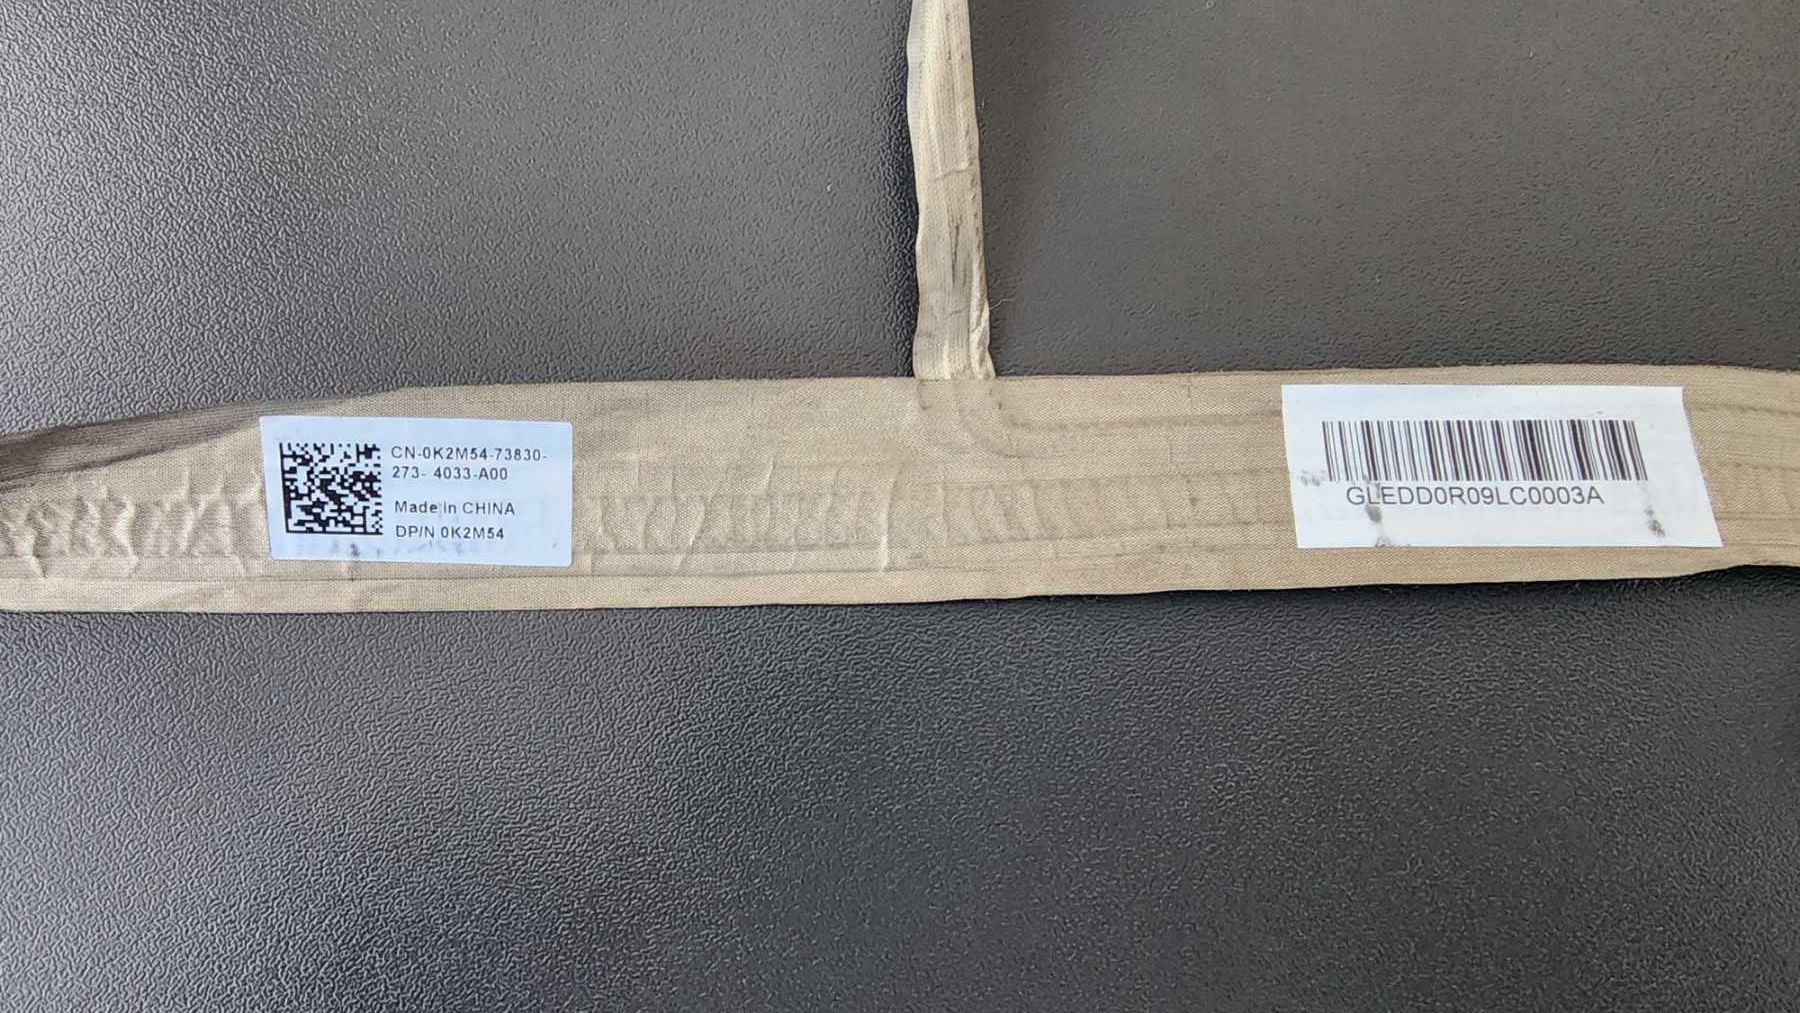 CN-0K2M54-73830-
273- 4033-A00
Made in CHINA
DP/N 0K2M54
GLEDD0R09LC0003A